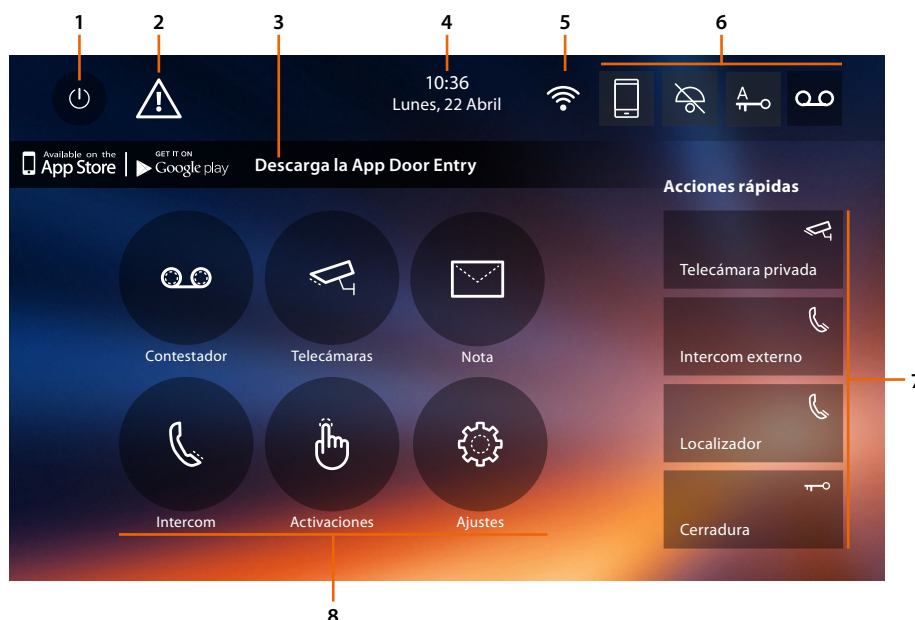 1 2 3 4 5 6
10:36
Lunes, 22 Abril
A
Available on the
App Store
GET IT ON
Google play
Descarga la App Door Entry
Acciones rápidas
Telecámara privada
Contestador Telecámaras Nota
Intercom externo
7
Localizador
Intercom Activaciones Ajustes
Cerradura
8